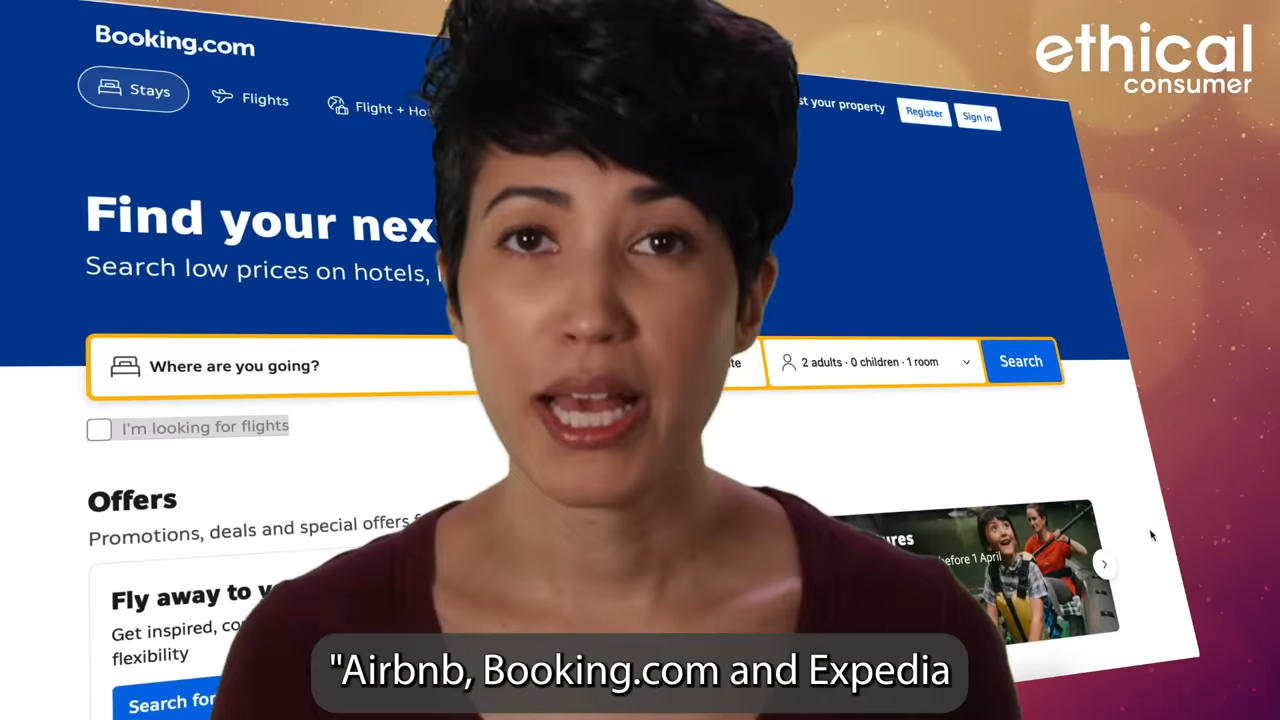 Booking.com
ethical
consumer
Stays
Flights
Flight + Ho
st your property
Register
Sign in
Find your nex
Search low prices on hotels,
Where are you going?
2 adults · 0 children · 1 room
Search
I'm looking for flights
Offers
Promotions, deals and special offers
ures
before 1 April
Fly away to
Get inspired,
flexibility
Search for
"Airbnb, Booking.com and Expedia